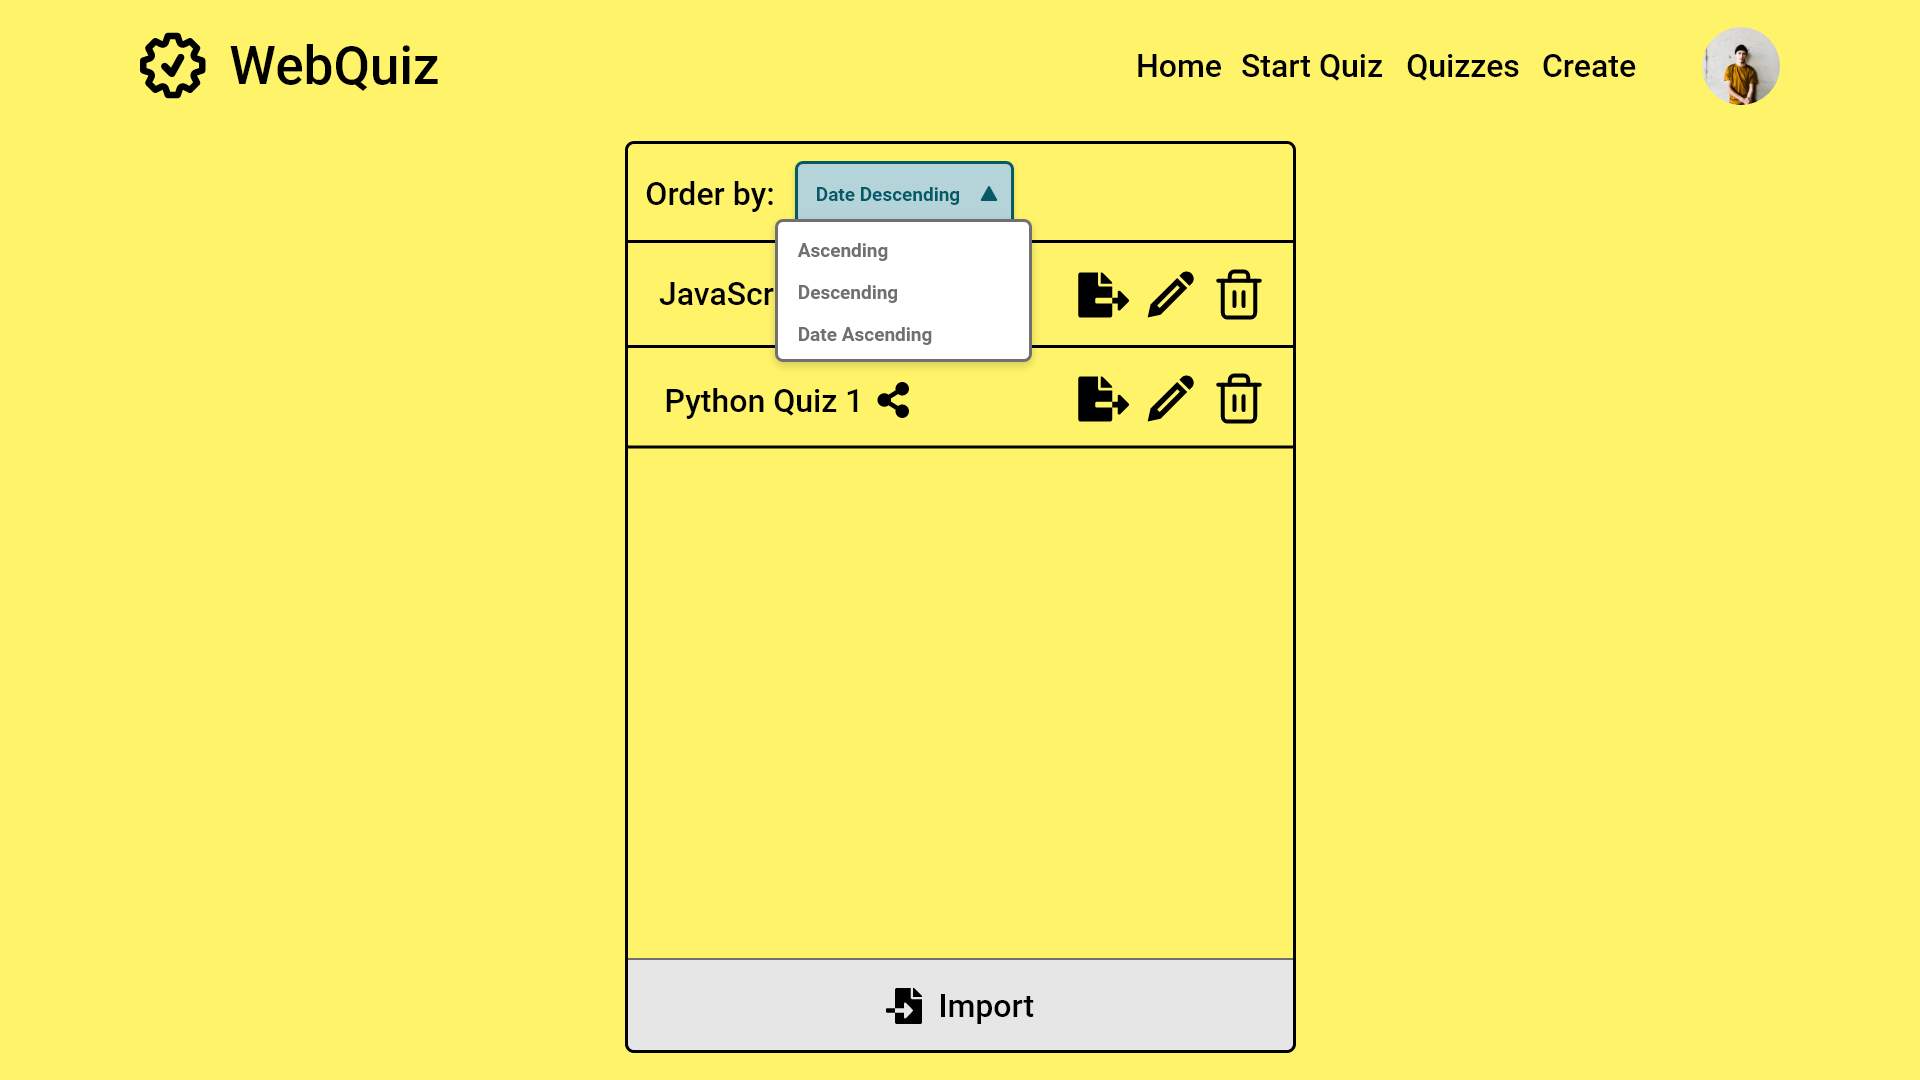 WebQuiz
Home Start Quiz Quizzes Create
Order by: Date Descending
Ascending
JavaScr
Descending
Date Ascending
Python Quiz 1
Import